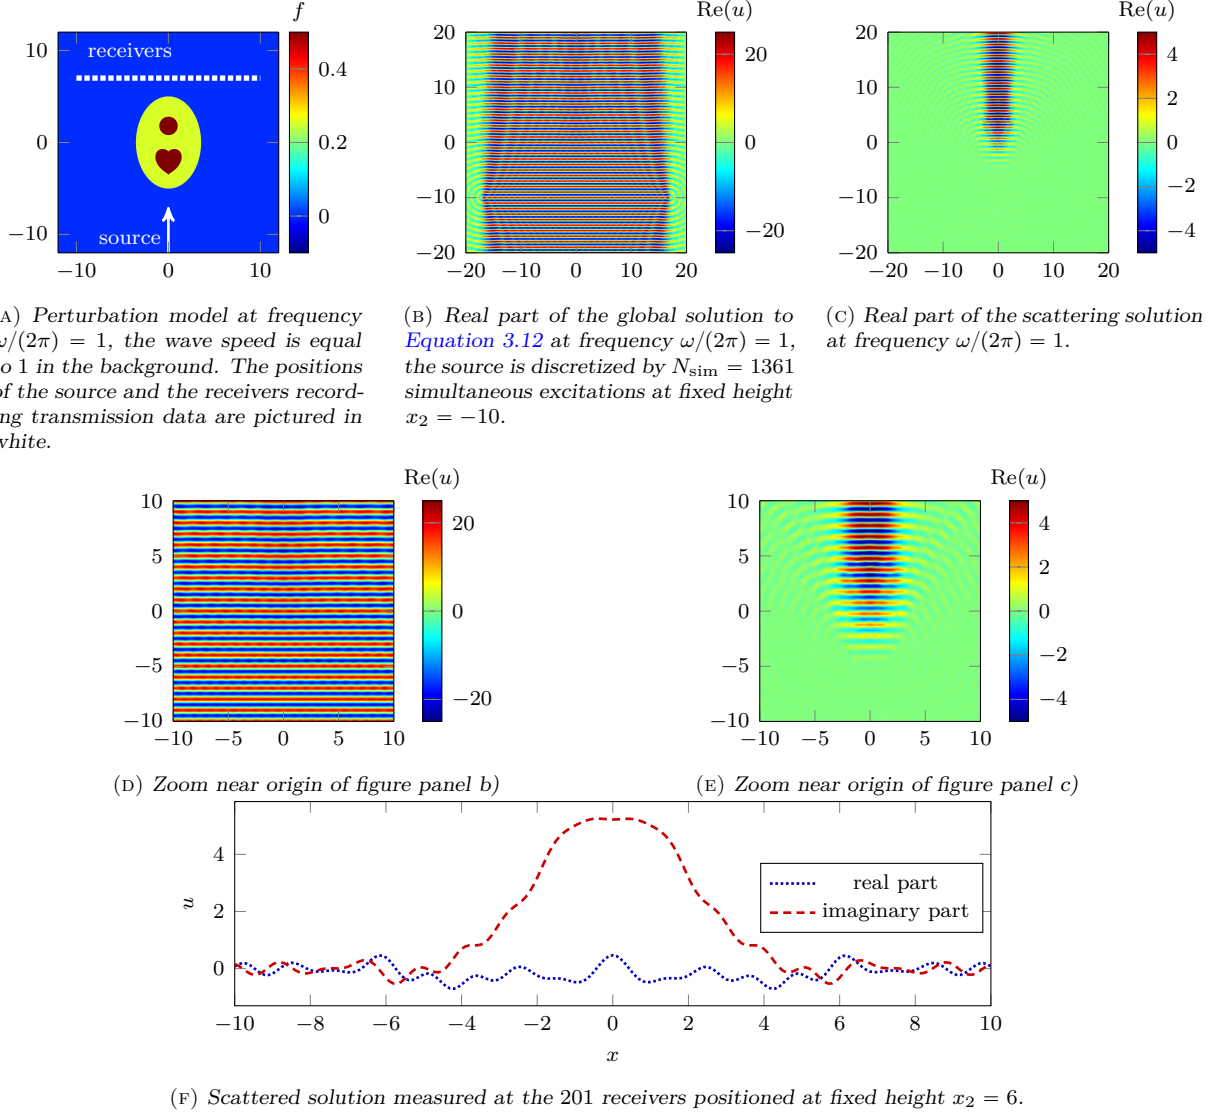 f
Re(u)
Re(u)
12
receivers
0.4
0
0.2
source
0
−10
−10 0 10
20
10
0
−10
−20
−20 −10 0 10 20
20
0
−20
20
10
0
−10
−20
−20 −10 0 10 20
4
2
0
−2
−4
(A) Perturbation model at frequency
ω/(2π) = 1, the wave speed is equal
to 1 in the background. The positions
of the source and the receivers record-
ing transmission data are pictured in
white.
(B) Real part of the global solution to
Equation 3.12 at frequency ω/(2π) = 1,
the source is discretized by Nsim = 1361
simultaneous excitations at fixed height
x2 = −10.
(C) Real part of the scattering solution
at frequency ω/(2π) = 1.
Re(u)
10
5
0
−5
−10
−10 −5 0 5 10
20
0
−20
Re(u)
10
5
0
−5
−10
−10 −5 0 5 10
4
2
0
−2
−4
(D) Zoom near origin of figure panel b)
(E) Zoom near origin of figure panel c)
4
2
0
u
real part
imaginary part
−10 −8 −6 −4 −2 0 2 4 6 8 10
x
(F) Scattered solution measured at the 201 receivers positioned at fixed height x2 = 6.